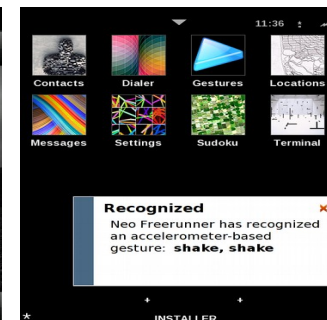 11:36
Contacts Dialer Gestures Locations
Messages Settings Sudoku Terminal
Recognized
Neo Freerunner has recognized
an accelerometer-based
gesture: shake, shake
INSTALLER